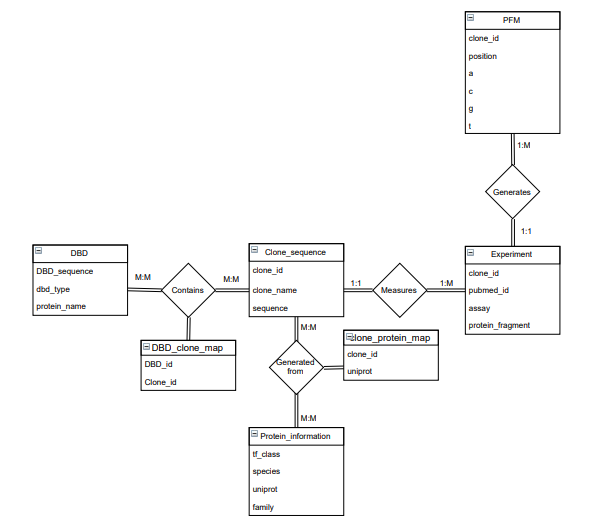 PFM
clone_id
position
a
c
g
t
1:M
Generates
1:1
DBD
DBD_sequence
dbd_type
protein_name
M:M
Contains
M:M
Clone_sequence
clone_id
clone_name
sequence
1:1
Measures
1:M
Experiment
clone_id
pubmed_id
assay
protein_fragment
DBD_clone_map
DBD_id
Clone_id
M:M
Generated
from
clone_protein_map
clone_id
uniprot
M:M
Protein_information
tf_class
species
uniprot
family